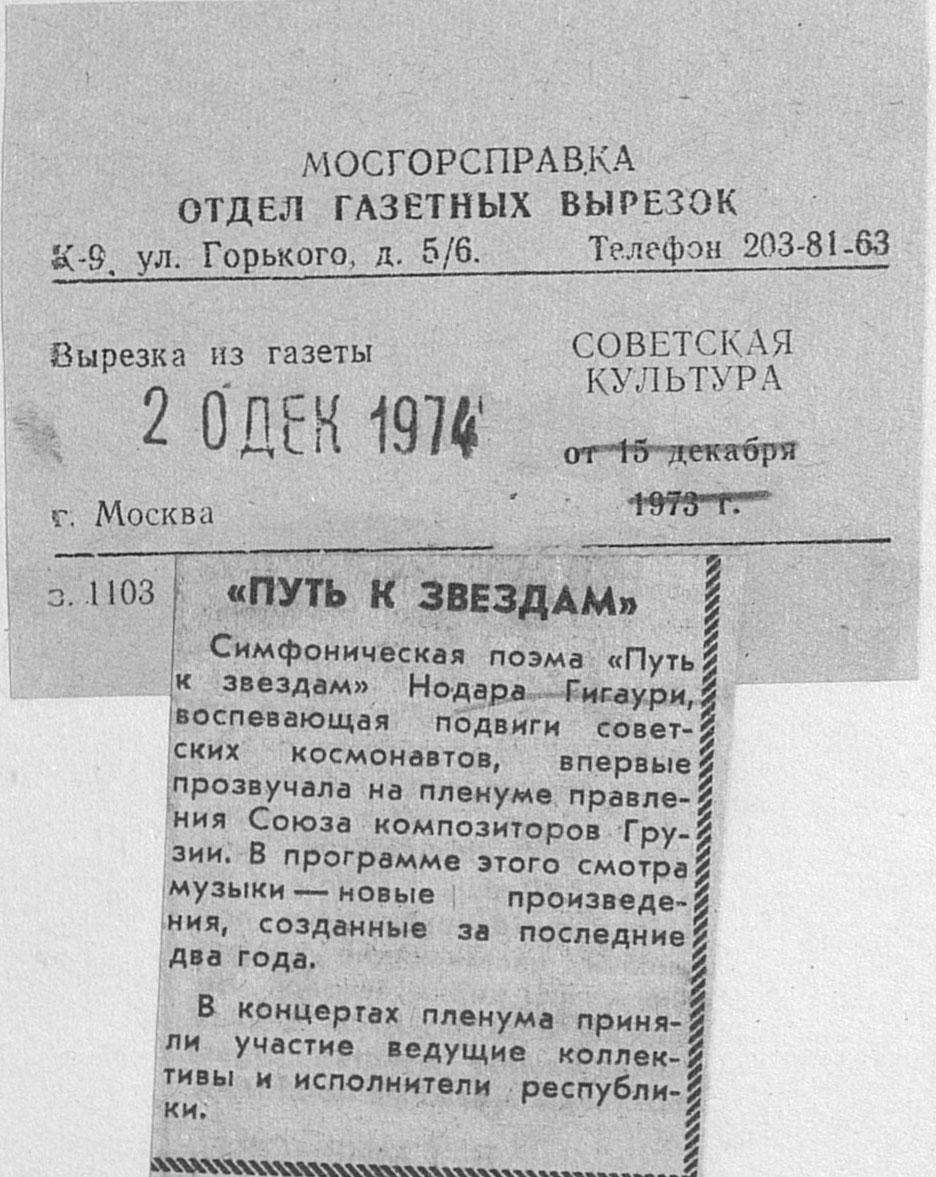 МОСГОРСПРАВКА
ОТДЕЛ ГАЗЕТНЫХ ВЫРЕЗОК
К-9, ул. Горького, д. 5/6. Телефон 203-81-63
Вырезка из газеты
СОВЕТСКАЯ
КУЛЬТУРА
2 0 ДЕК 1974
от 15 декабря
1973 г.
г. Москва
з. 1103
«ПУТЬ К ЗВЕЗДАМ»
Симфоническая поэма «Путь
к звездам» Нодара Гигаури,
воспевающая подвиги совет-
ских космонавтов, впервые
прозвучала на пленуме правле-
ния Союза композиторов Гру-
зии. В программе этого смотра
музыки — новые произведе-
ния, созданные за последние
два года.
В концертах пленума приня-
ли участие ведущие коллек-
тивы и исполнители республи-
ки.